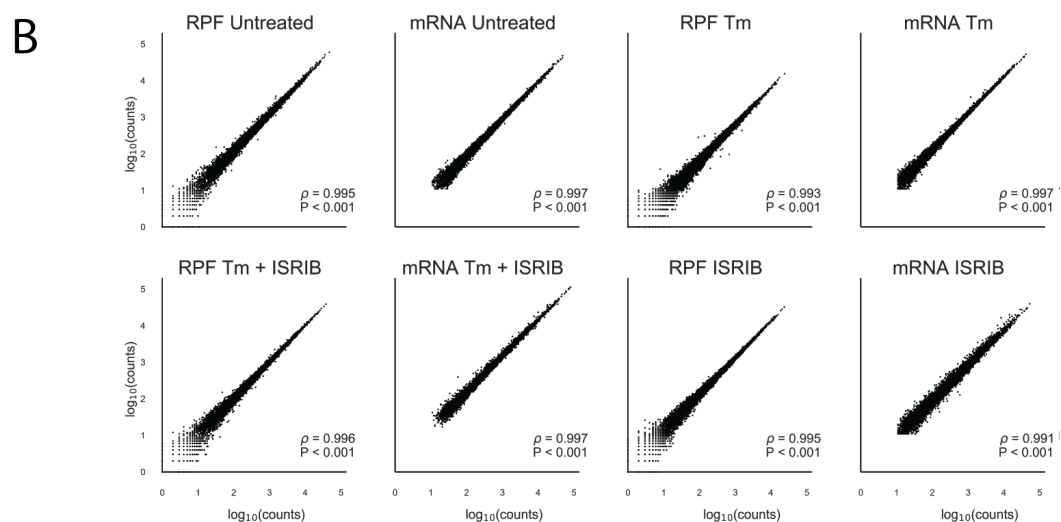 B
RPF Untreated
mRNA Untreated
RPF Tm
mRNA Tm
log10(counts)
5
4
3
2
1
0
ρ = 0.995
P < 0.001
ρ = 0.997
P < 0.001
ρ = 0.993
P < 0.001
ρ = 0.997
P < 0.001
RPF Tm + ISRIB
mRNA Tm + ISRIB
RPF ISRIB
mRNA ISRIB
log10(counts)
5
4
3
2
1
0
ρ = 0.996
P < 0.001
ρ = 0.997
P < 0.001
ρ = 0.995
P < 0.001
ρ = 0.991
P < 0.001
0 1 2 3 4 5
0 1 2 3 4 5
0 1 2 3 4 5
0 1 2 3 4 5
log10(counts)
log10(counts)
log10(counts)
log10(counts)